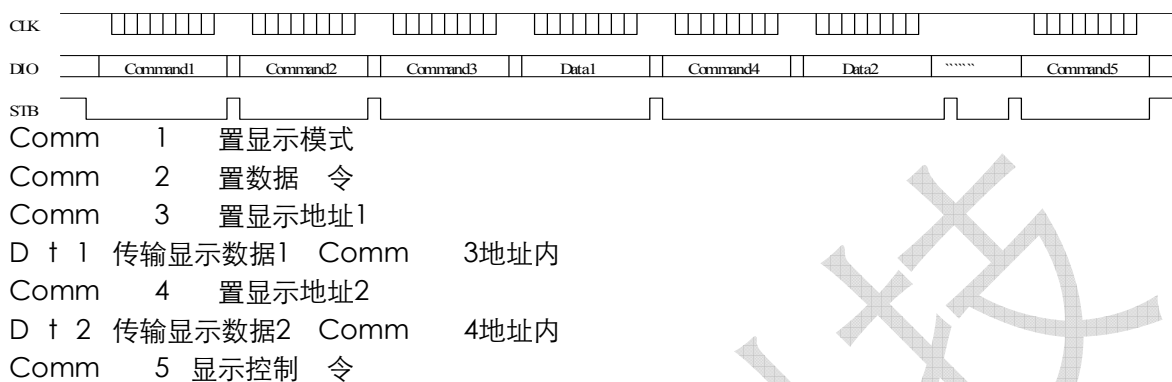 CLK
DIO Command1 Command2 Command3 Data1 Command4 Data2 ······· Command5
STB
Comm 1 置显示模式
Comm 2 置数据 令
Comm 3 置显示地址1
D t 1 传输显示数据1 Comm 3地址内
Comm 4 置显示地址2
D t 2 传输显示数据2 Comm 4地址内
Comm 5 显示控制 令